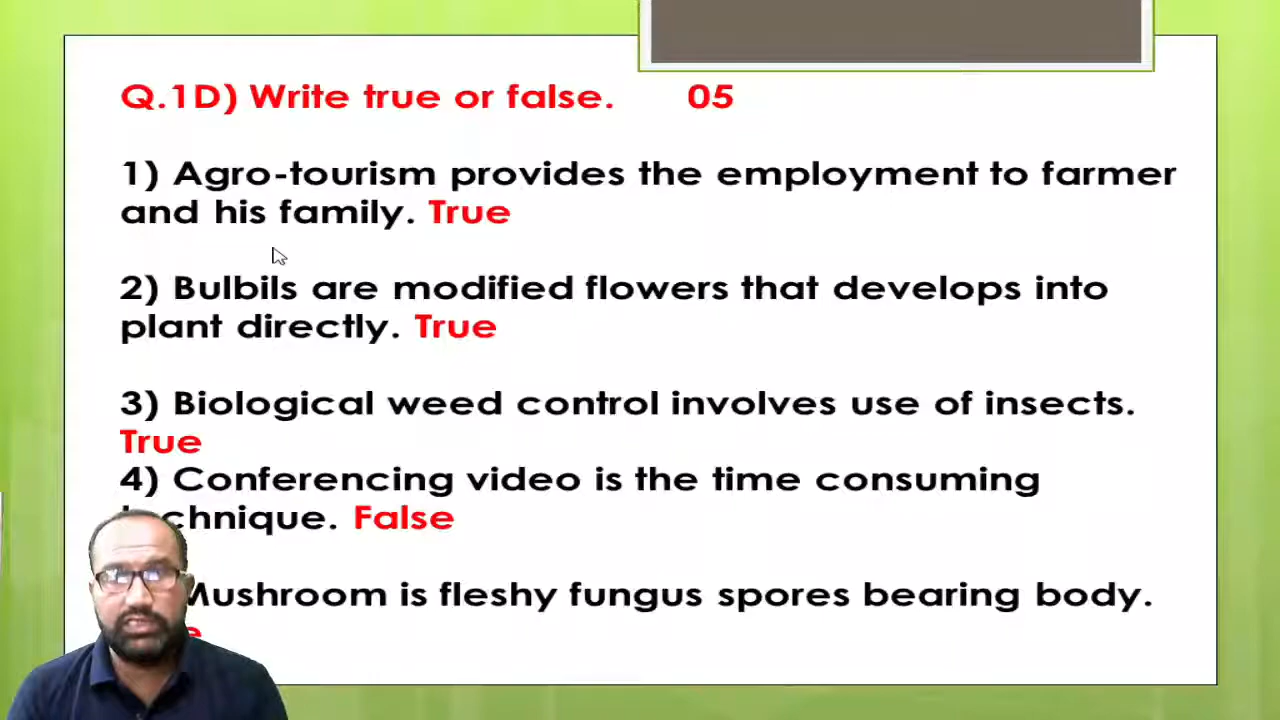 Q.1D) Write true or false. 05
1) Agro-tourism provides the employment to farmer
and his family. True
2) Bulbils are modified flowers that develops into
plant directly. True
3) Biological weed control involves use of insects.
True
4) Conferencing video is the time consuming
technique. False
Mushroom is fleshy fungus spores bearing body.